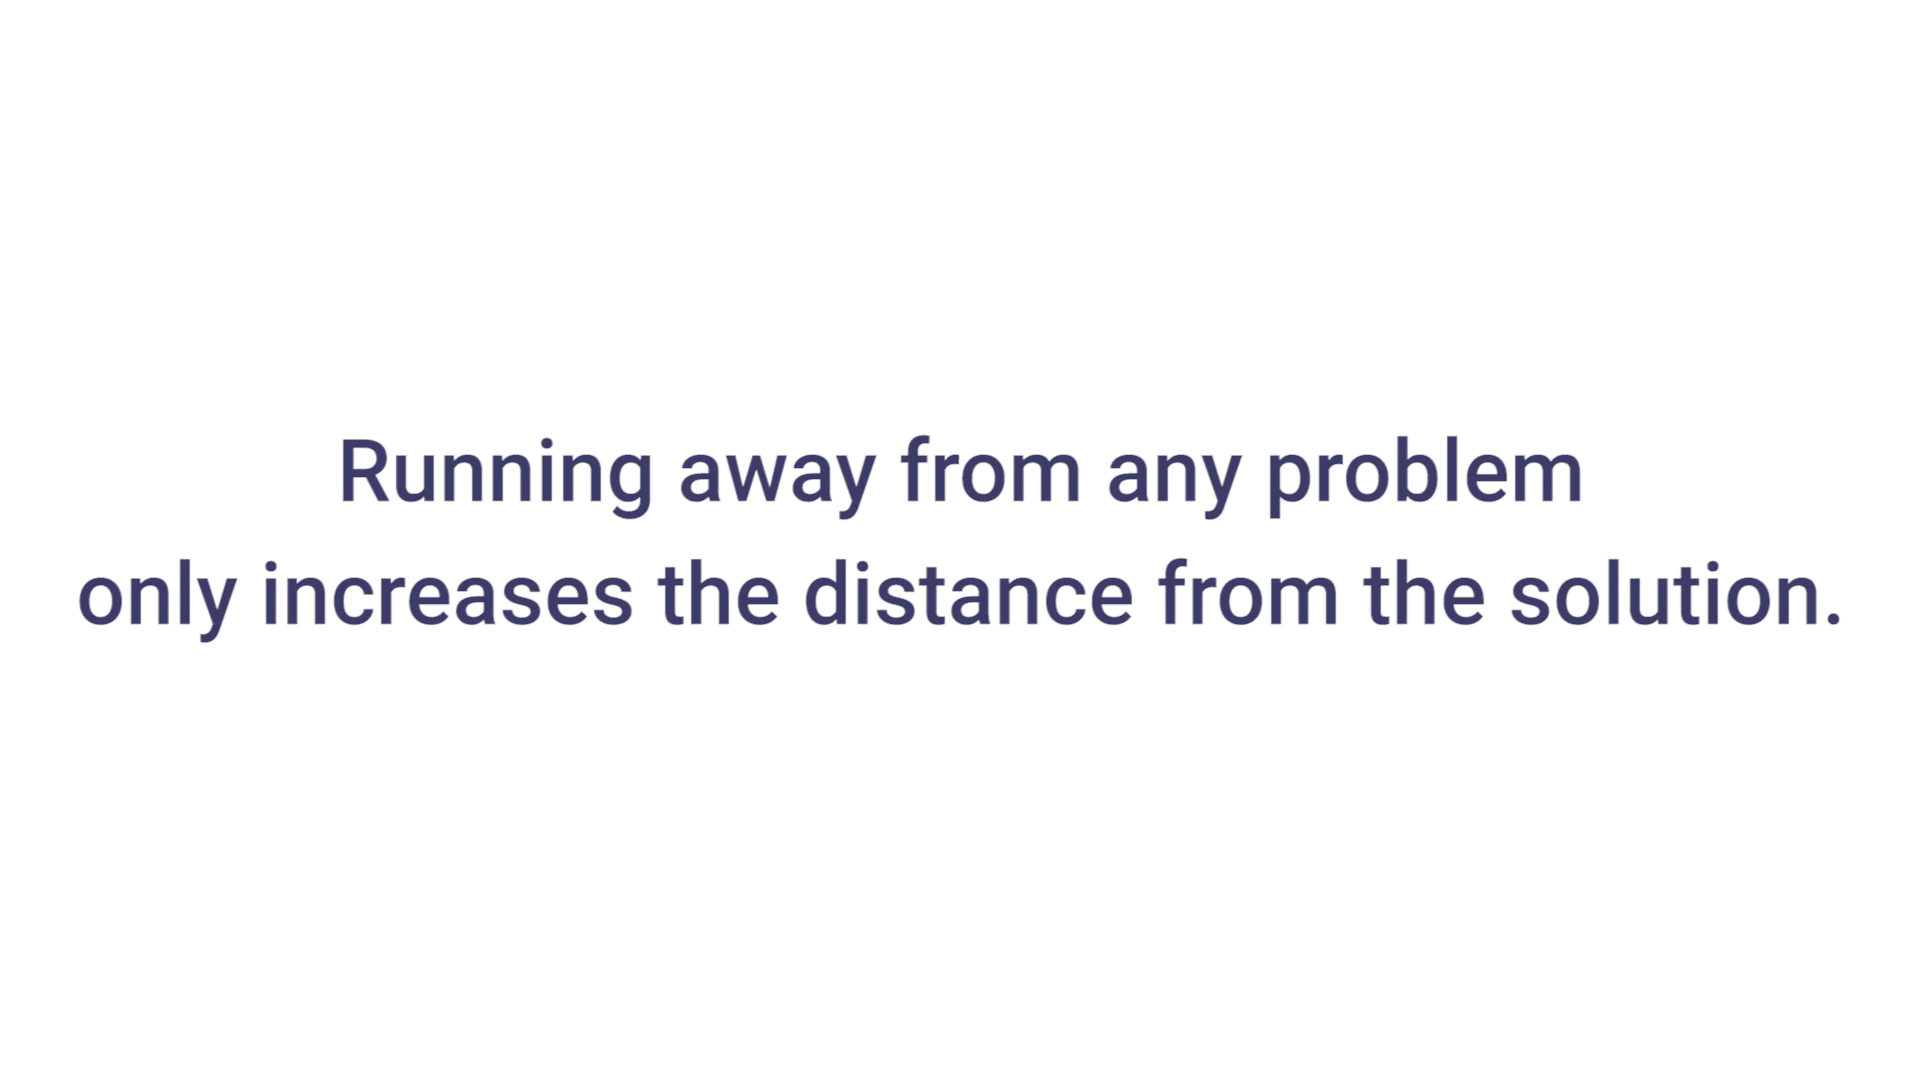 Running away from any problem
only increases the distance from the solution.